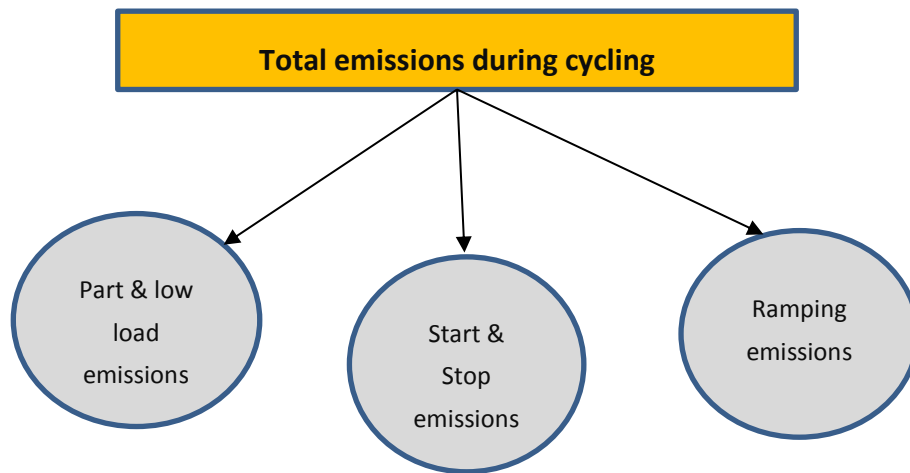 Total emissions during cycling
Part & low
load
emissions
Start &
Stop
emissions
Ramping
emissions